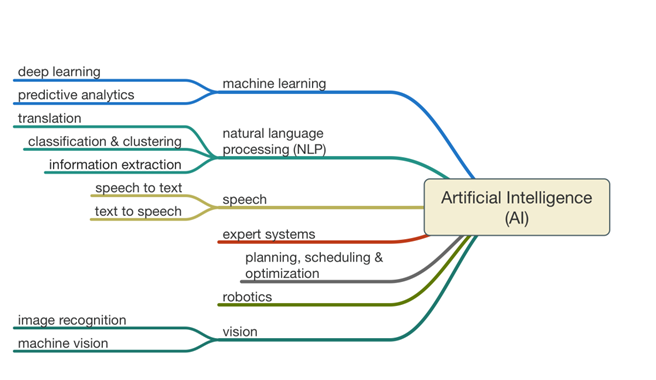 deep learning
predictive analytics
machine learning
translation
classification & clustering
information extraction
natural language
processing (NLP)
speech to text
text to speech
speech
expert systems
planning, scheduling &
optimization
robotics
image recognition
machine vision
vision
Artificial Intelligence
(AI)